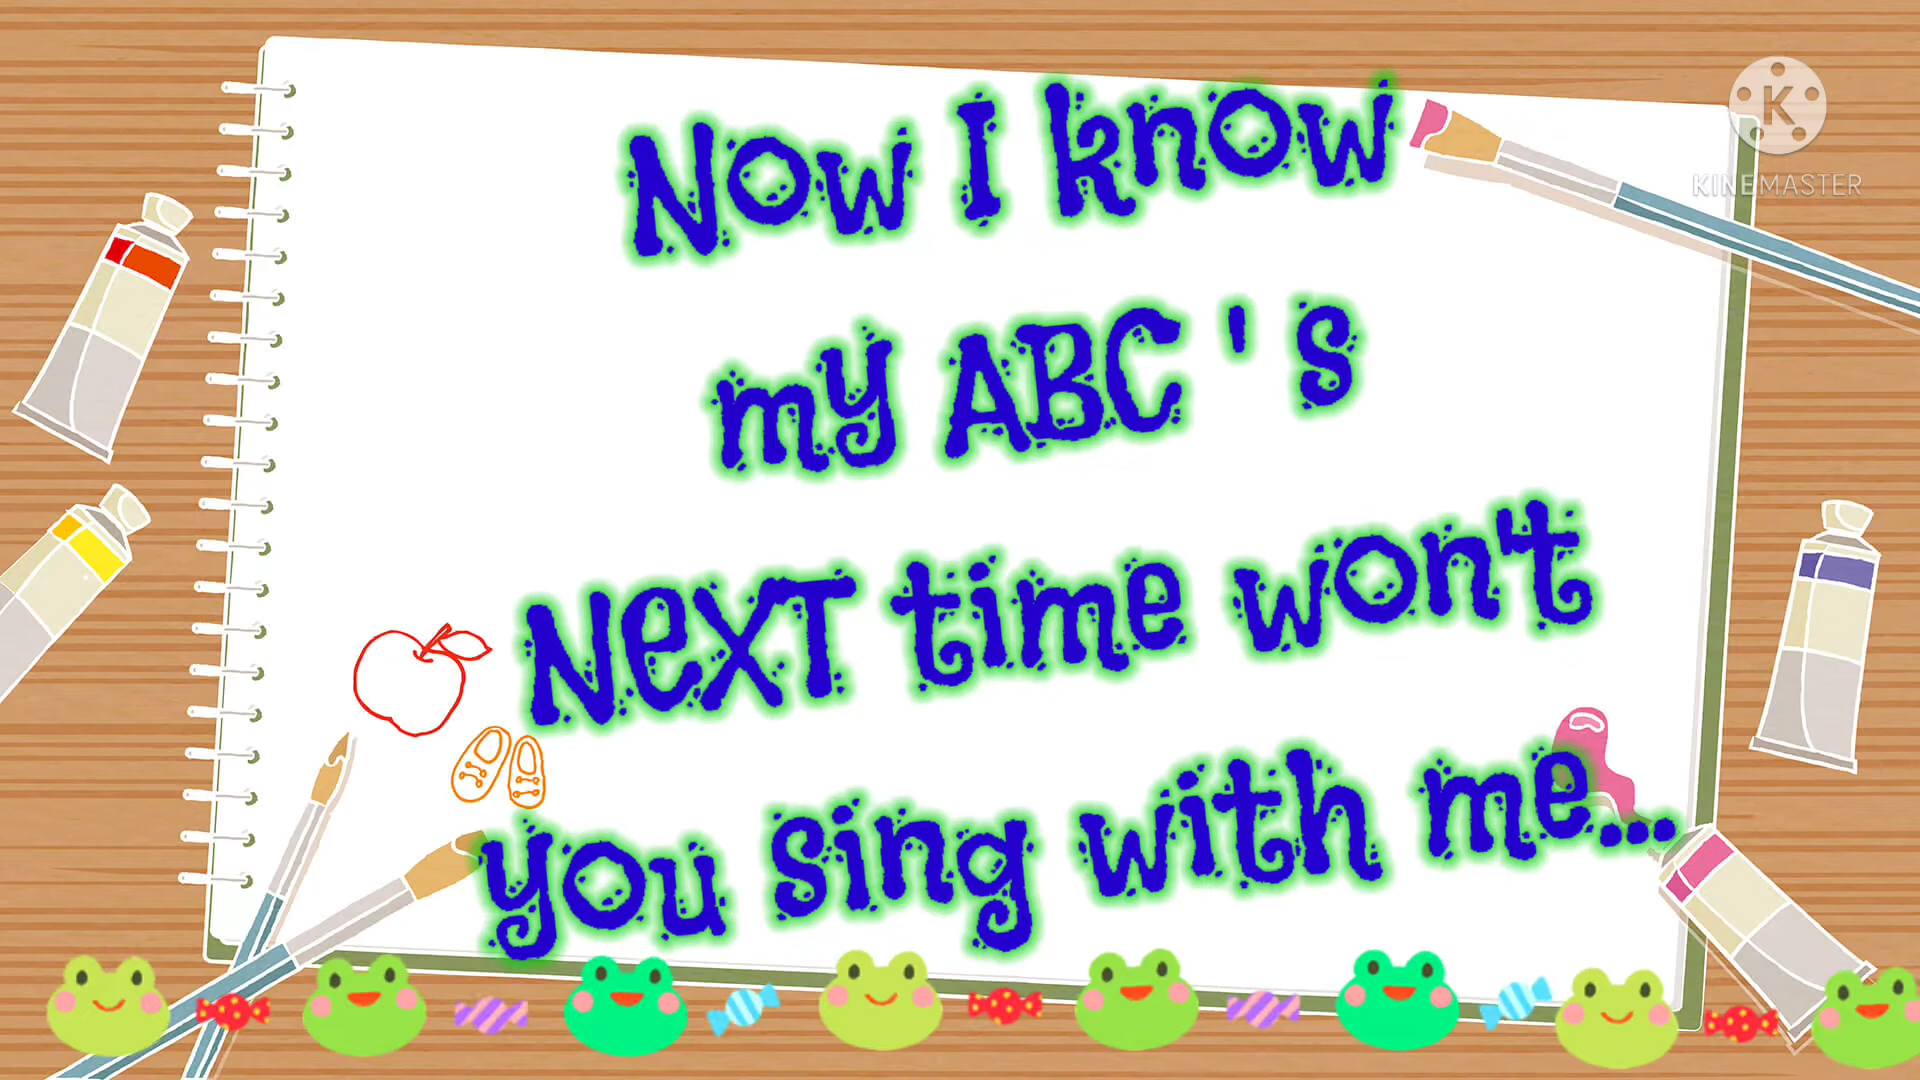 Now I know
my ABC ' s
Next time won't
you sing with me...
K
KINEMASTER